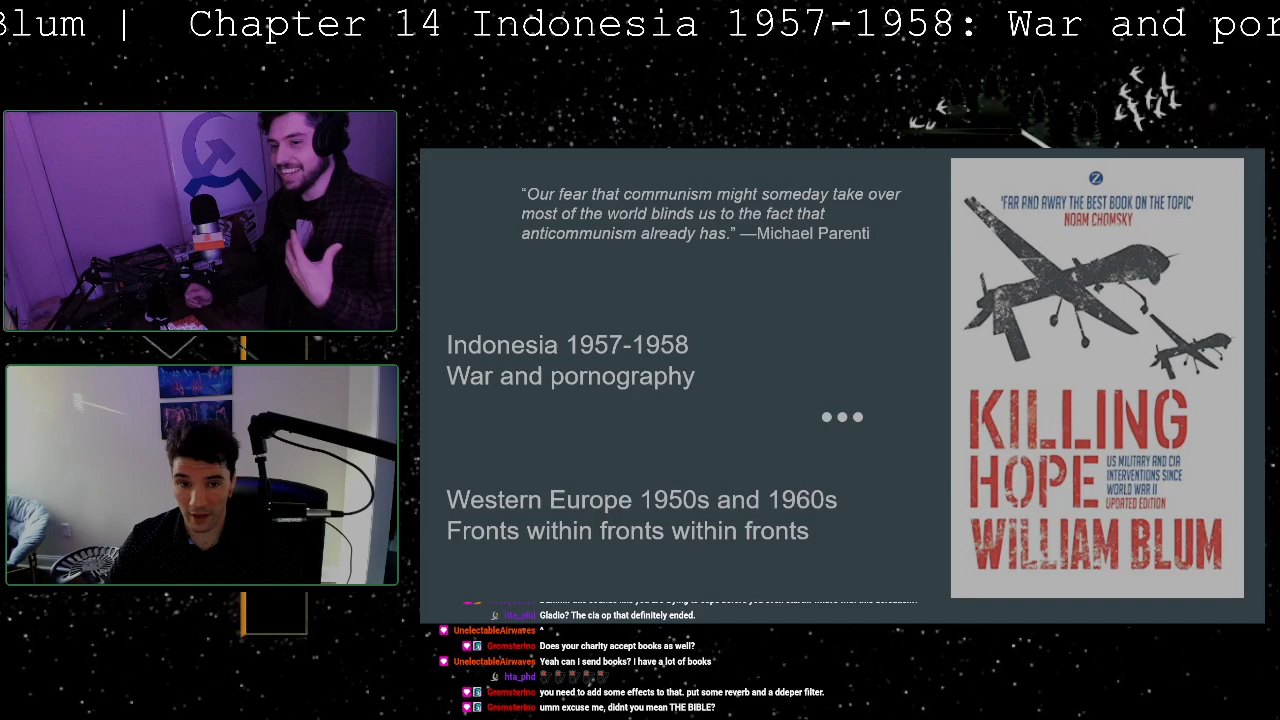 Blum | Chapter 14 Indonesia 1957-1958: War and por
“Our fear that communism might someday take over
most of the world blinds us to the fact that
anticommunism already has.” —Michael Parenti
Indonesia 1957-1958
War and pornography
Western Europe 1950s and 1960s
Fronts within fronts within fronts
Z
'FAR AND AWAY THE BEST BOOK ON THE TOPIC'
NOAM CHOMSKY
KILLING
HOPE
US MILITARY AND CIA
INTERVENTIONS SINCE
WORLD WAR II
UPDATED EDITION
WILLIAM BLUM
hta_phd Gladio? The cia op that definitely ended.
UnelectableAirwaves ^
Gromsterino Does your charity accept books as well?
UnelectableAirwaves Yeah can I send books? I have a lot of books
hta_phd
Gromsterino you need to add some effects to that. put some reverb and a ddeper filter.
Gromsterino umm excuse me, didnt you mean THE BIBLE?